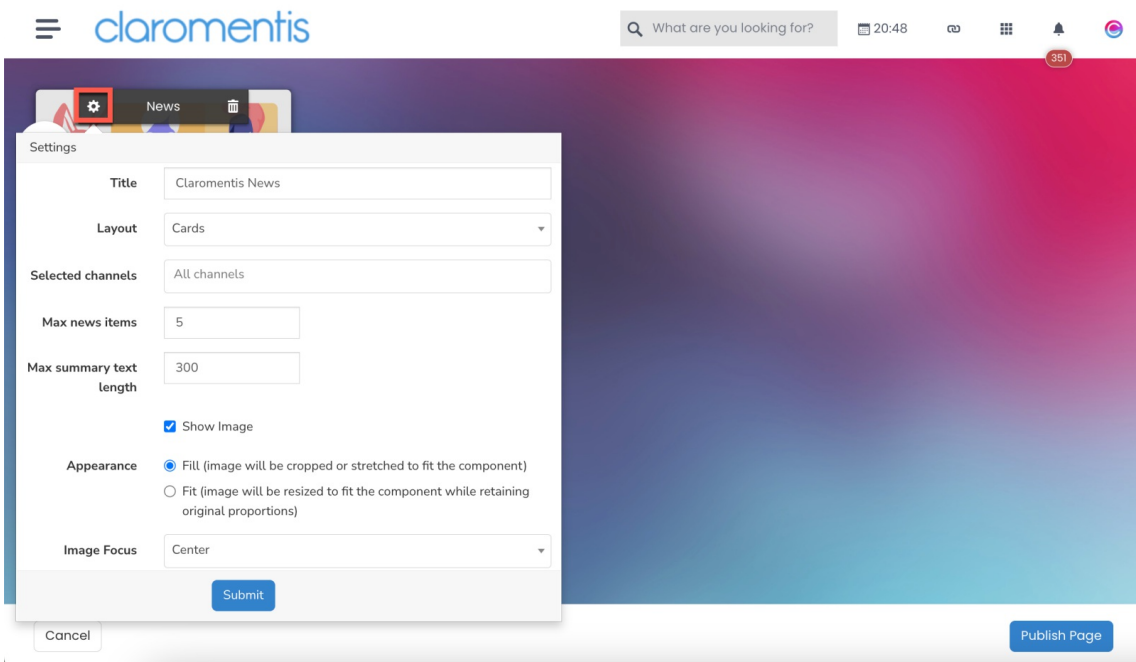 claromentis
What are you looking for?
20:48
351
News
Settings
Title
Claromentis News
Layout
Cards
Selected channels
All channels
Max news items
5
Max summary text
length
300
Show Image
Appearance
Fill (image will be cropped or stretched to fit the component)
Fit (image will be resized to fit the component while retaining
original proportions)
Image Focus
Center
Submit
Cancel
Publish Page